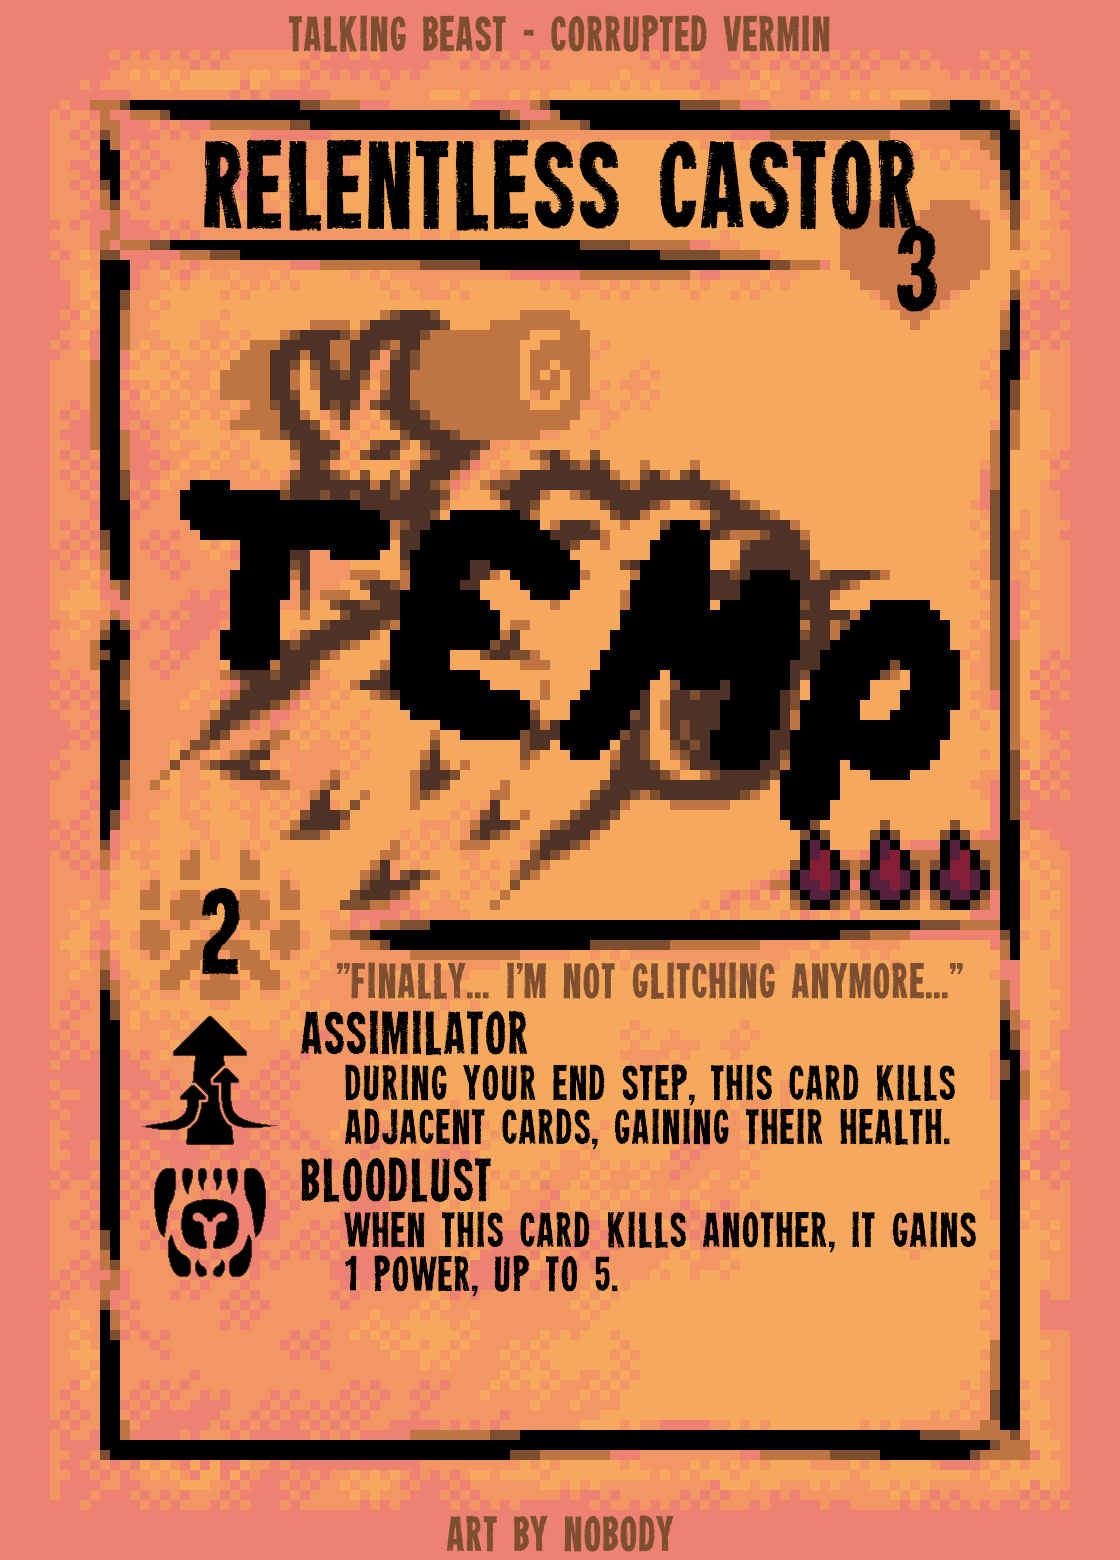 TALKING BEAST - CORRUPTED VERMIN
RELENTLESS CASTOR
3
TEMP
2
"FINALLY... I'M NOT GLITCHING ANYMORE..."
ASSIMILATOR
DURING YOUR END STEP, THIS CARD KILLS
ADJACENT CARDS, GAINING THEIR HEALTH.
BLOODLUST
WHEN THIS CARD KILLS ANOTHER, IT GAINS
1 POWER, UP TO 5.
ART BY NOBODY